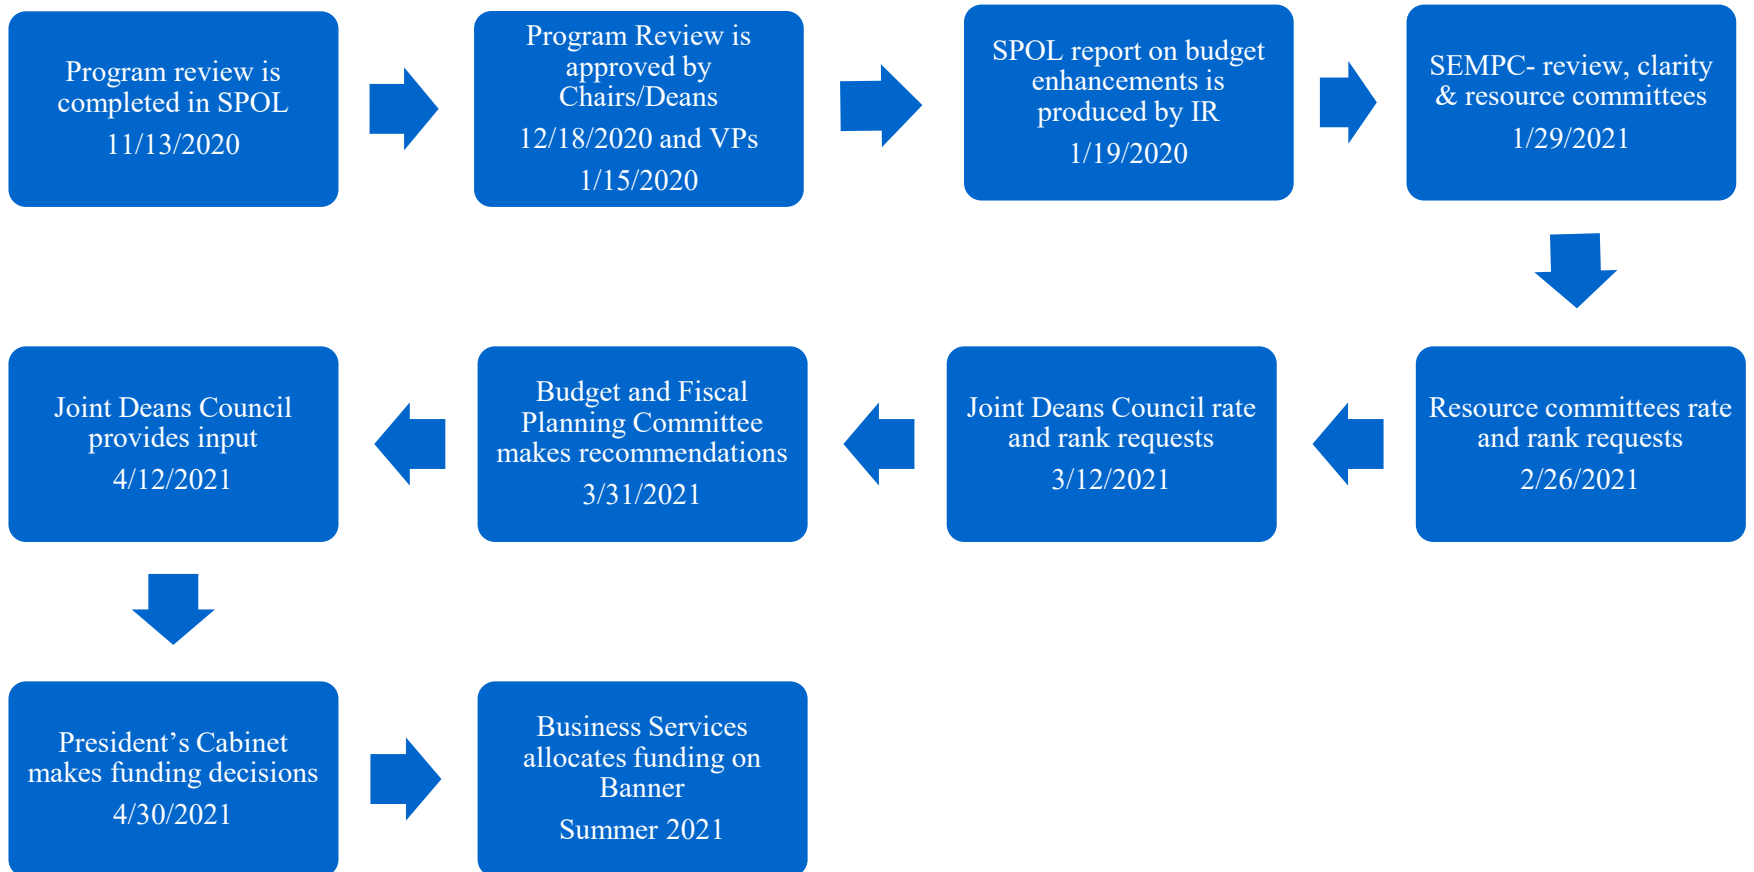 Program review is
completed in SPOL
11/13/2020
Program Review is
approved by
Chairs/Deans
12/18/2020 and VPs
1/15/2020
SPOL report on budget
enhancements is
produced by IR
1/19/2020
SEMPC- review, clarity
& resource committees
1/29/2021
Resource committees rate
and rank requests
2/26/2021
Joint Deans Council rate
and rank requests
3/12/2021
Budget and Fiscal
Planning Committee
makes recommendations
3/31/2021
Joint Deans Council
provides input
4/12/2021
President’s Cabinet
makes funding decisions
4/30/2021
Business Services
allocates funding on
Banner
Summer 2021